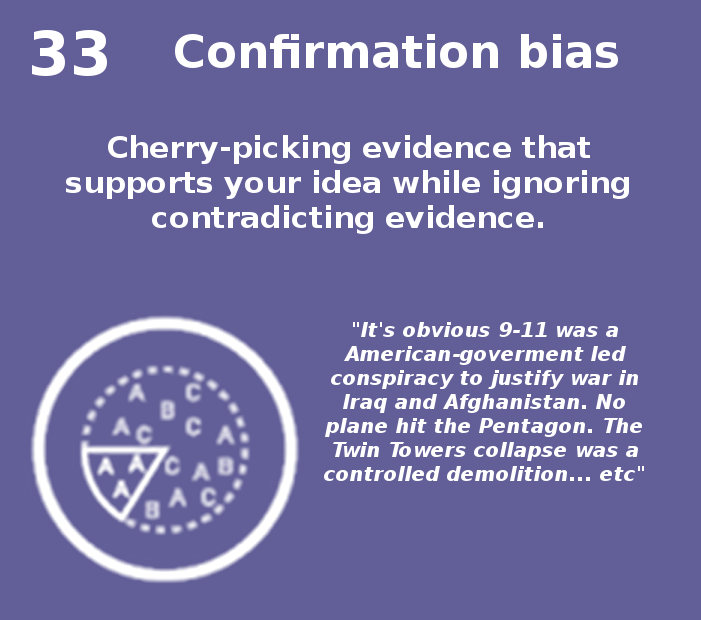 33 Confirmation bias
Cherry-picking evidence that
supports your idea while ignoring
contradicting evidence.
"It's obvious 9-11 was a
American-goverment led
conspiracy to justify war in
Iraq and Afghanistan. No
plane hit the Pentagon. The
Twin Towers collapse was a
controlled demolition... etc"
A C
B
A C C A
A A C A B
A B A C